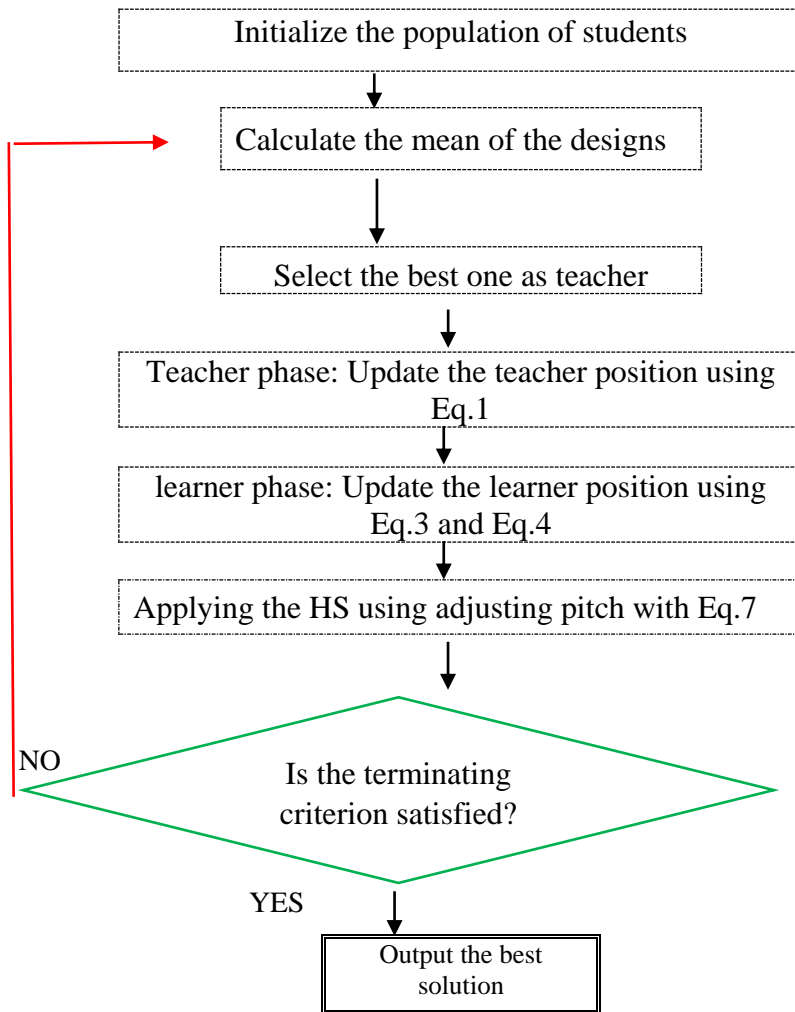 Initialize the population of students
Calculate the mean of the designs
Select the best one as teacher
Teacher phase: Update the teacher position using
Eq.1
learner phase: Update the learner position using
Eq.3 and Eq.4
Applying the HS using adjusting pitch with Eq.7
NO
Is the terminating
criterion satisfied?
YES
Output the best
solution